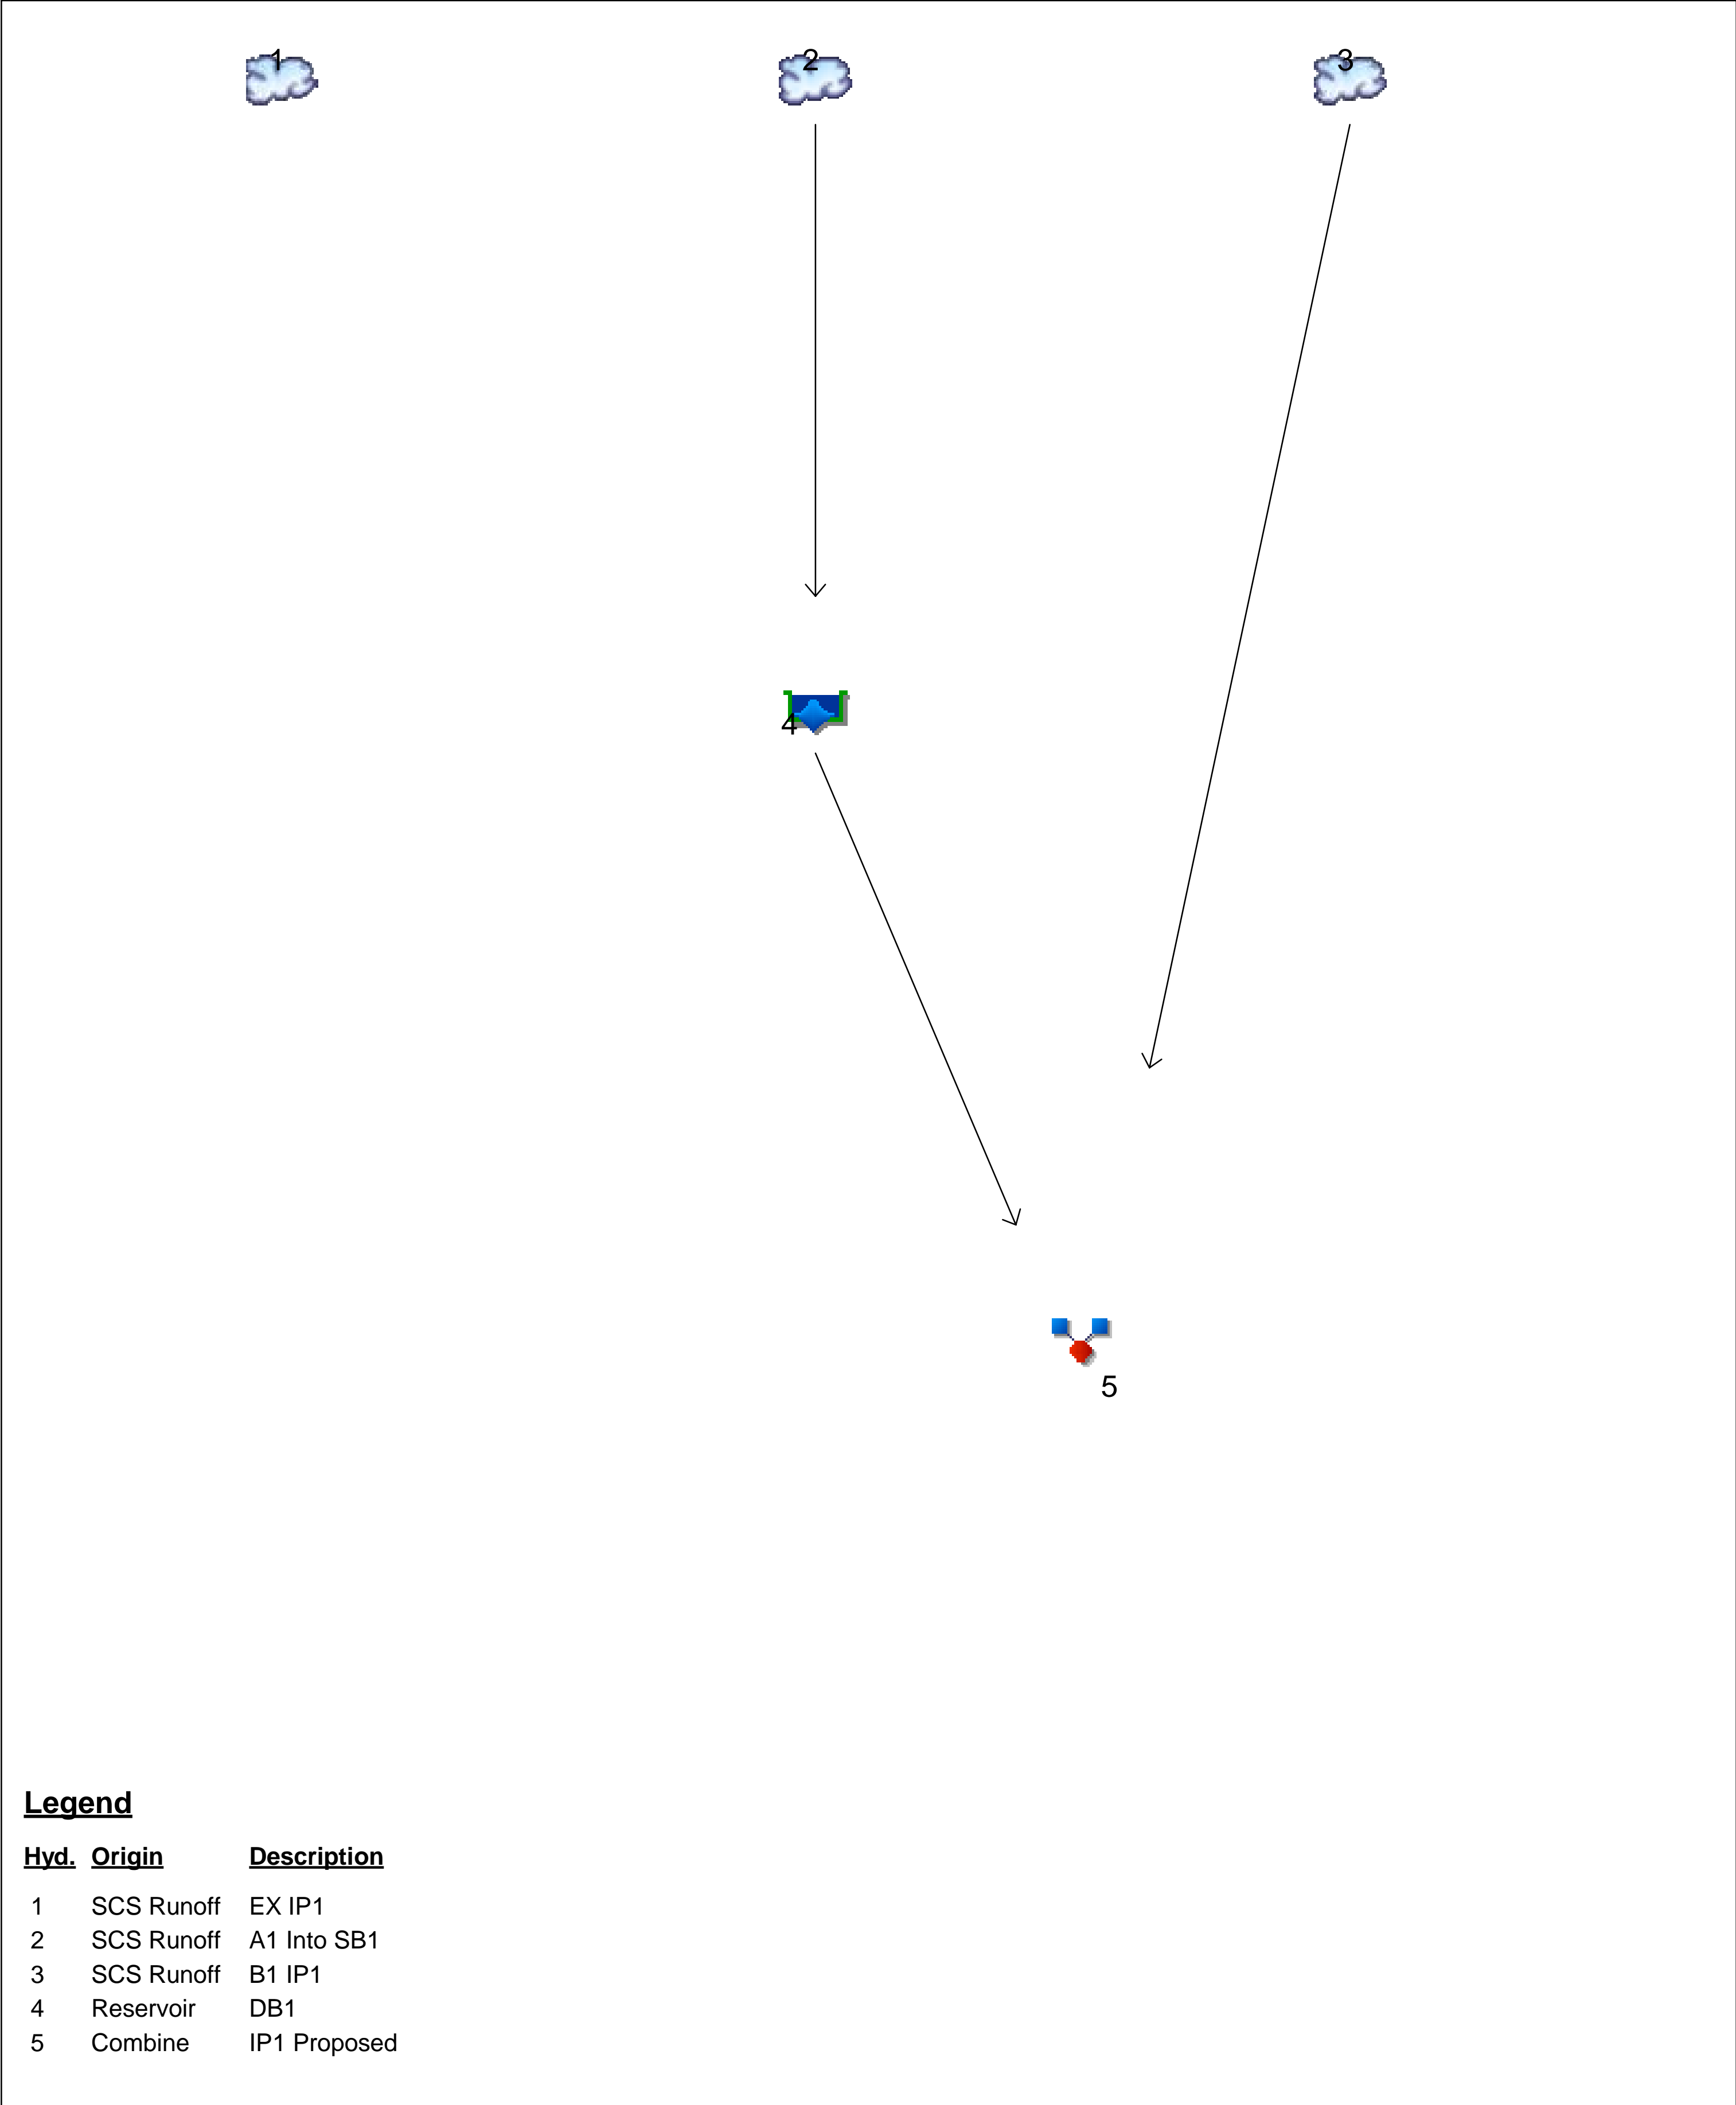 1
2
3
4
5
Legend
Hyd. Origin Description
1 SCS Runoff EX IP1
2 SCS Runoff A1 Into SB1
3 SCS Runoff B1 IP1
4 Reservoir DB1
5 Combine IP1 Proposed